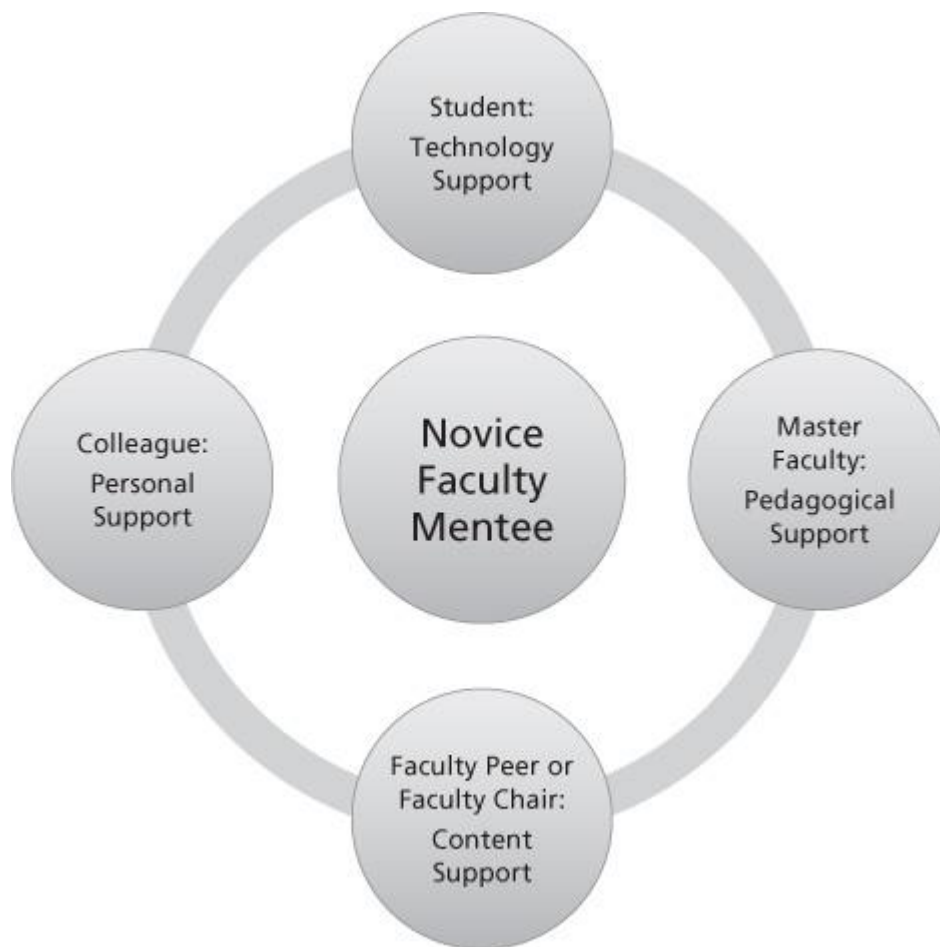 Student:
Technology
Support
Colleague:
Personal
Support
Novice
Faculty
Mentee
Master
Faculty:
Pedagogical
Support
Faculty Peer or
Faculty Chair:
Content
Support